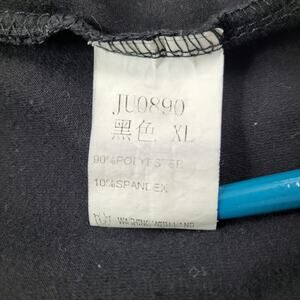 JU0890
黑色 XL
90%POLYESTER
10%SPANDEX